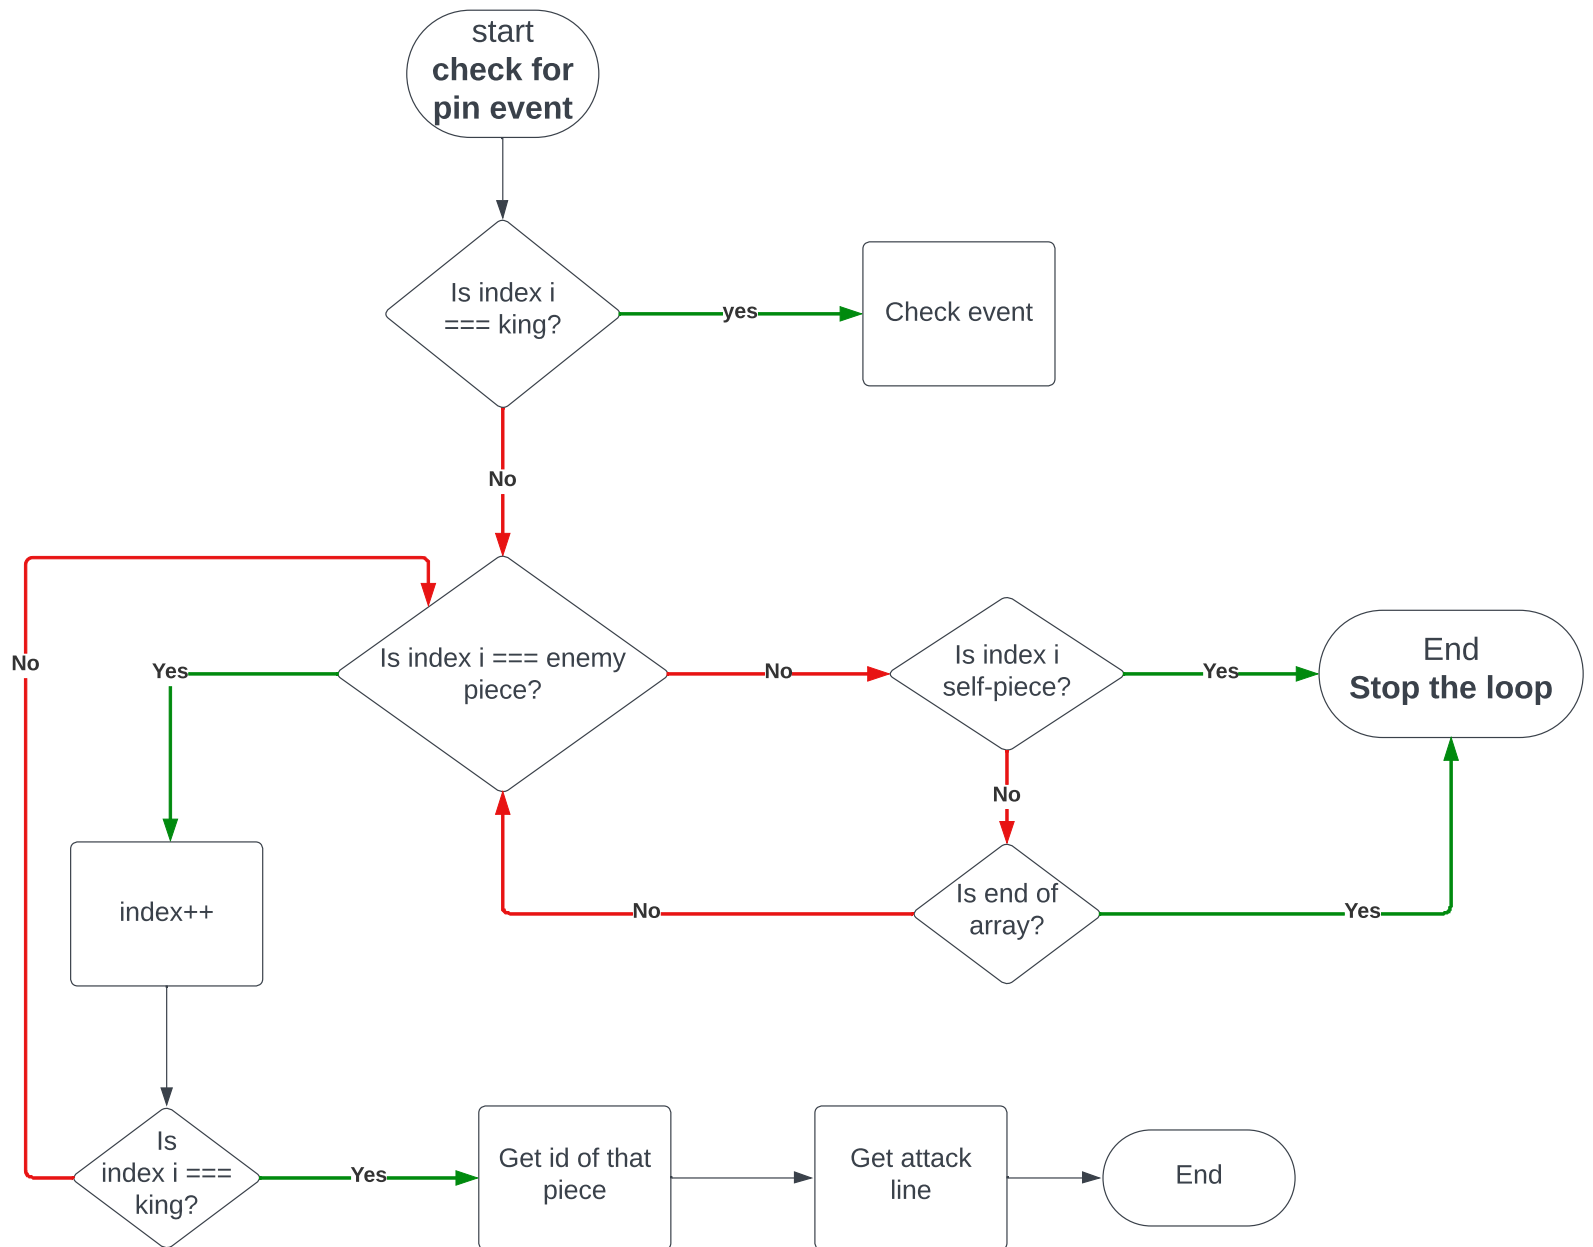 start
check for
pin event
Is index i
=== king?
yes
Check event
No
No
Yes
Is index i === enemy
piece?
No
Is index i
self-piece?
Yes
End
Stop the loop
No
index++
No
Is end of
array?
Yes
Is
index i ===
king?
Yes
Get id of that
piece
Get attack
line
End